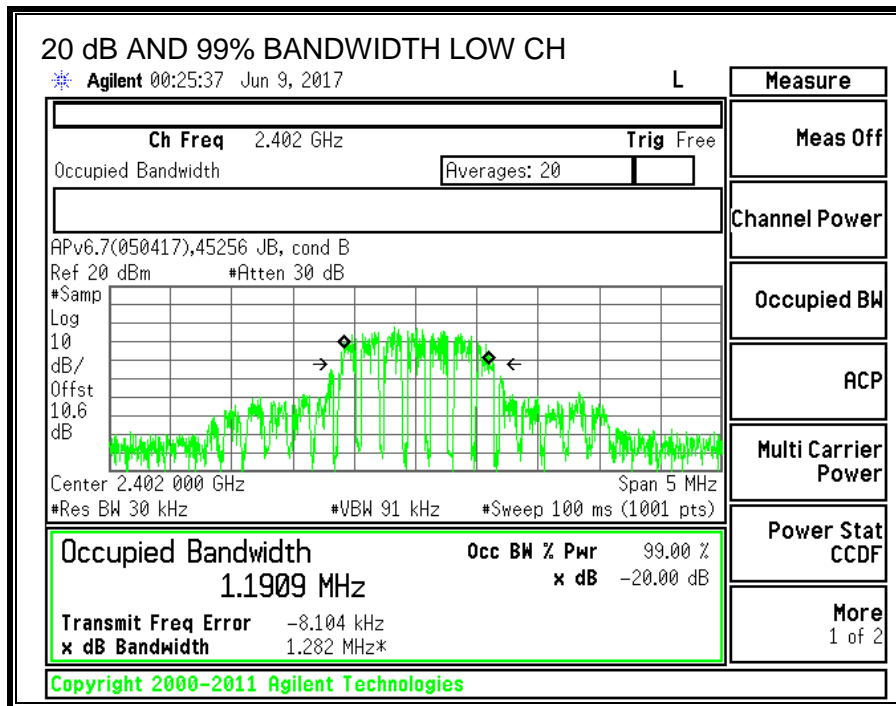 20 dB AND 99% BANDWIDTH LOW CH
Agilent 00:25:37 Jun 9, 2017 L
Ch Freq 2.402 GHz Trig Free
Occupied Bandwidth Averages: 20
APv6.7(050417),45256 JB, cond B
Ref 20 dBm #Atten 30 dB
#Samp
Log
10
dB/
Offst
10.6
dB
Center 2.402 000 GHz Span 5 MHz
#Res BW 30 kHz #VBW 91 kHz #Sweep 100 ms (1001 pts)
Occupied Bandwidth Occ BW % Pwr 99.00 %
1.1909 MHz x dB -20.00 dB
Transmit Freq Error -8.104 kHz
x dB Bandwidth 1.282 MHz*
Copyright 2000-2011 Agilent Technologies
Measure
Meas Off
Channel Power
Occupied BW
ACP
Multi Carrier
Power
Power Stat
CCDF
More
1 of 2